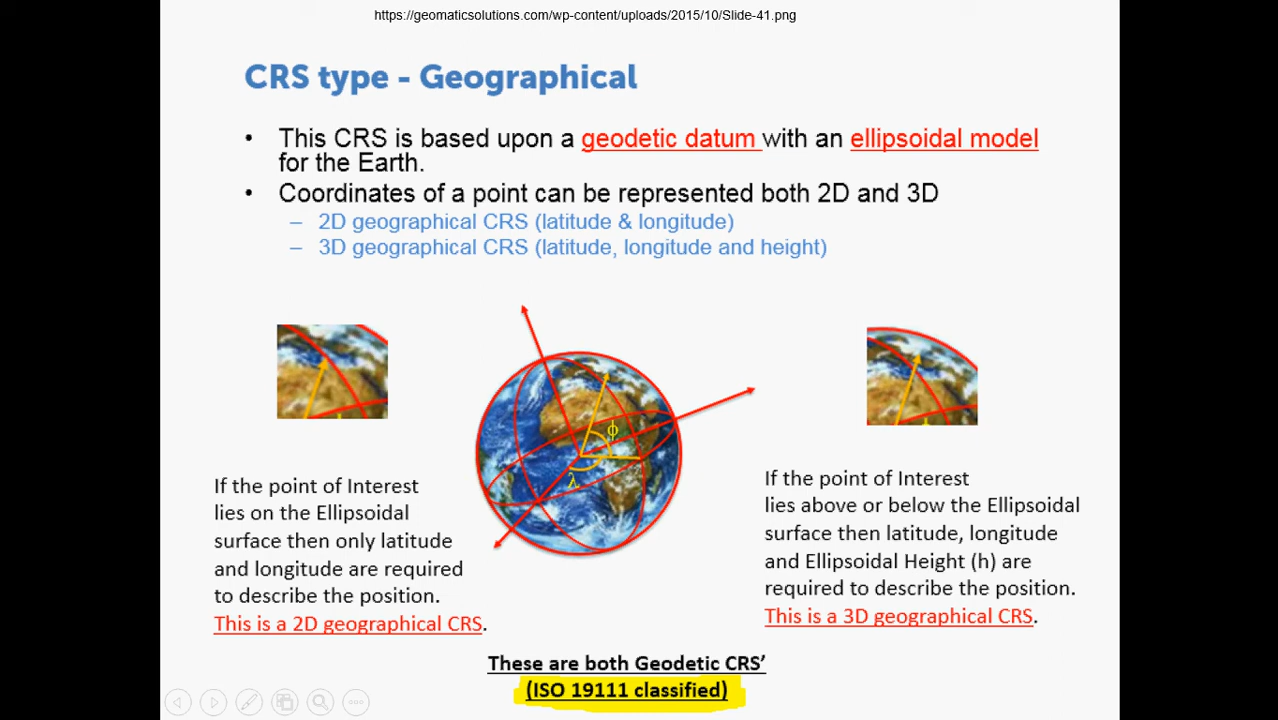 https://geomaticsolutions.com/wp-content/uploads/2015/10/Slide-41.png
CRS type - Geographical
• This CRS is based upon a geodetic datum with an ellipsoidal model
for the Earth.
• Coordinates of a point can be represented both 2D and 3D
– 2D geographical CRS (latitude & longitude)
– 3D geographical CRS (latitude, longitude and height)
ϕ
λ
If the point of Interest
lies on the Ellipsoidal
surface then only latitude
and longitude are required
to describe the position.
This is a 2D geographical CRS.
If the point of Interest
lies above or below the Ellipsoidal
surface then latitude, longitude
and Ellipsoidal Height (h) are
required to describe the position.
This is a 3D geographical CRS.
These are both Geodetic CRS’
(ISO 19111 classified)